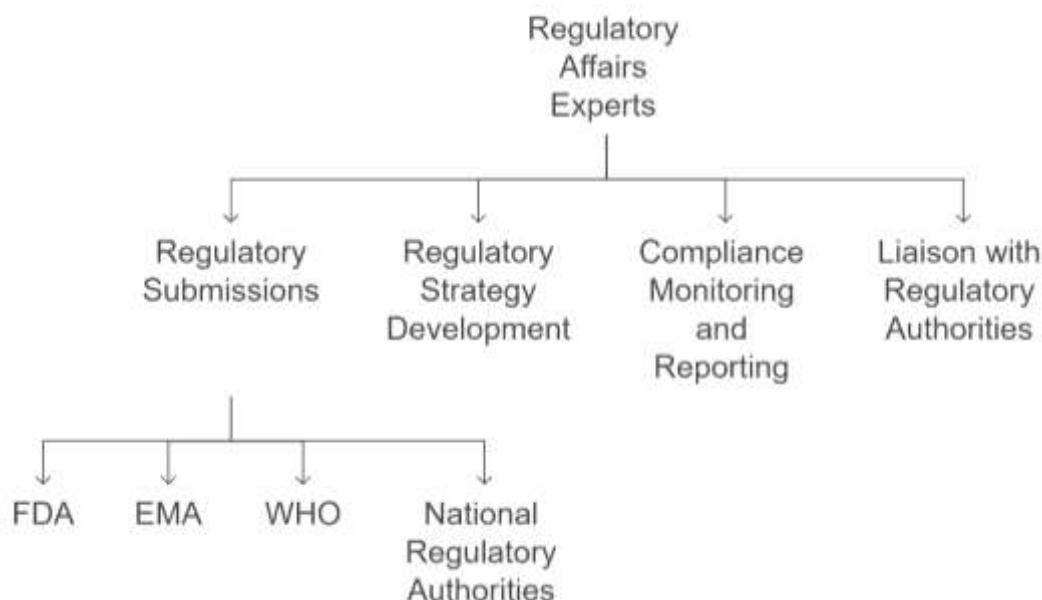 Regulatory
Affairs
Experts
Regulatory
Submissions
Regulatory
Strategy
Development
Compliance
Monitoring
and
Reporting
Liaison with
Regulatory
Authorities
FDA
EMA
WHO
National
Regulatory
Authorities